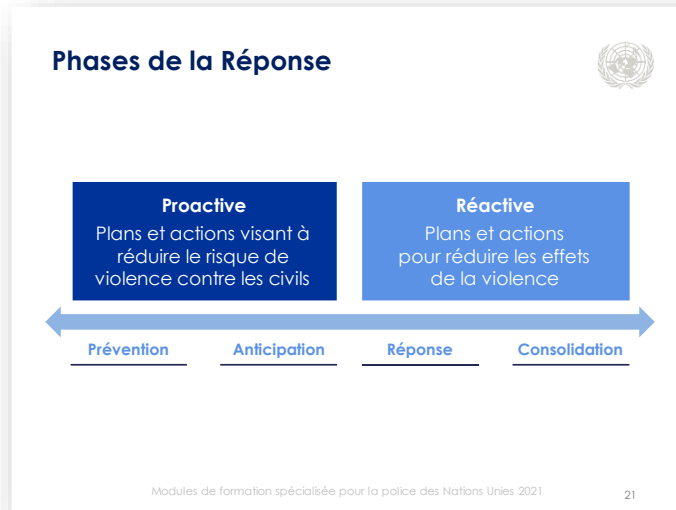 Phases de la Réponse
Proactive
Plans et actions visant à
réduire le risque de
violence contre les civils
Réactive
Plans et actions
pour réduire les effets
de la violence
Prévention
Anticipation
Réponse
Consolidation
Modules de formation spécialisée pour la police des Nations Unies 2021
21